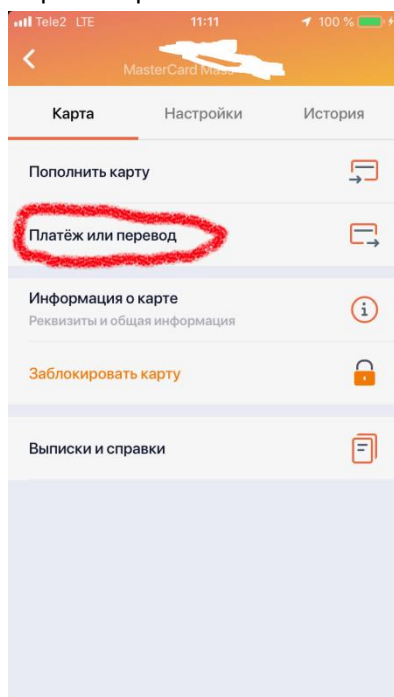 Tele2 LTE 11:11 100 %
MasterCard
Карта Настройки История
Пополнить карту
Платёж или перевод
Информация о карте
Реквизиты и общая информация
Заблокировать карту
Выписки и справки